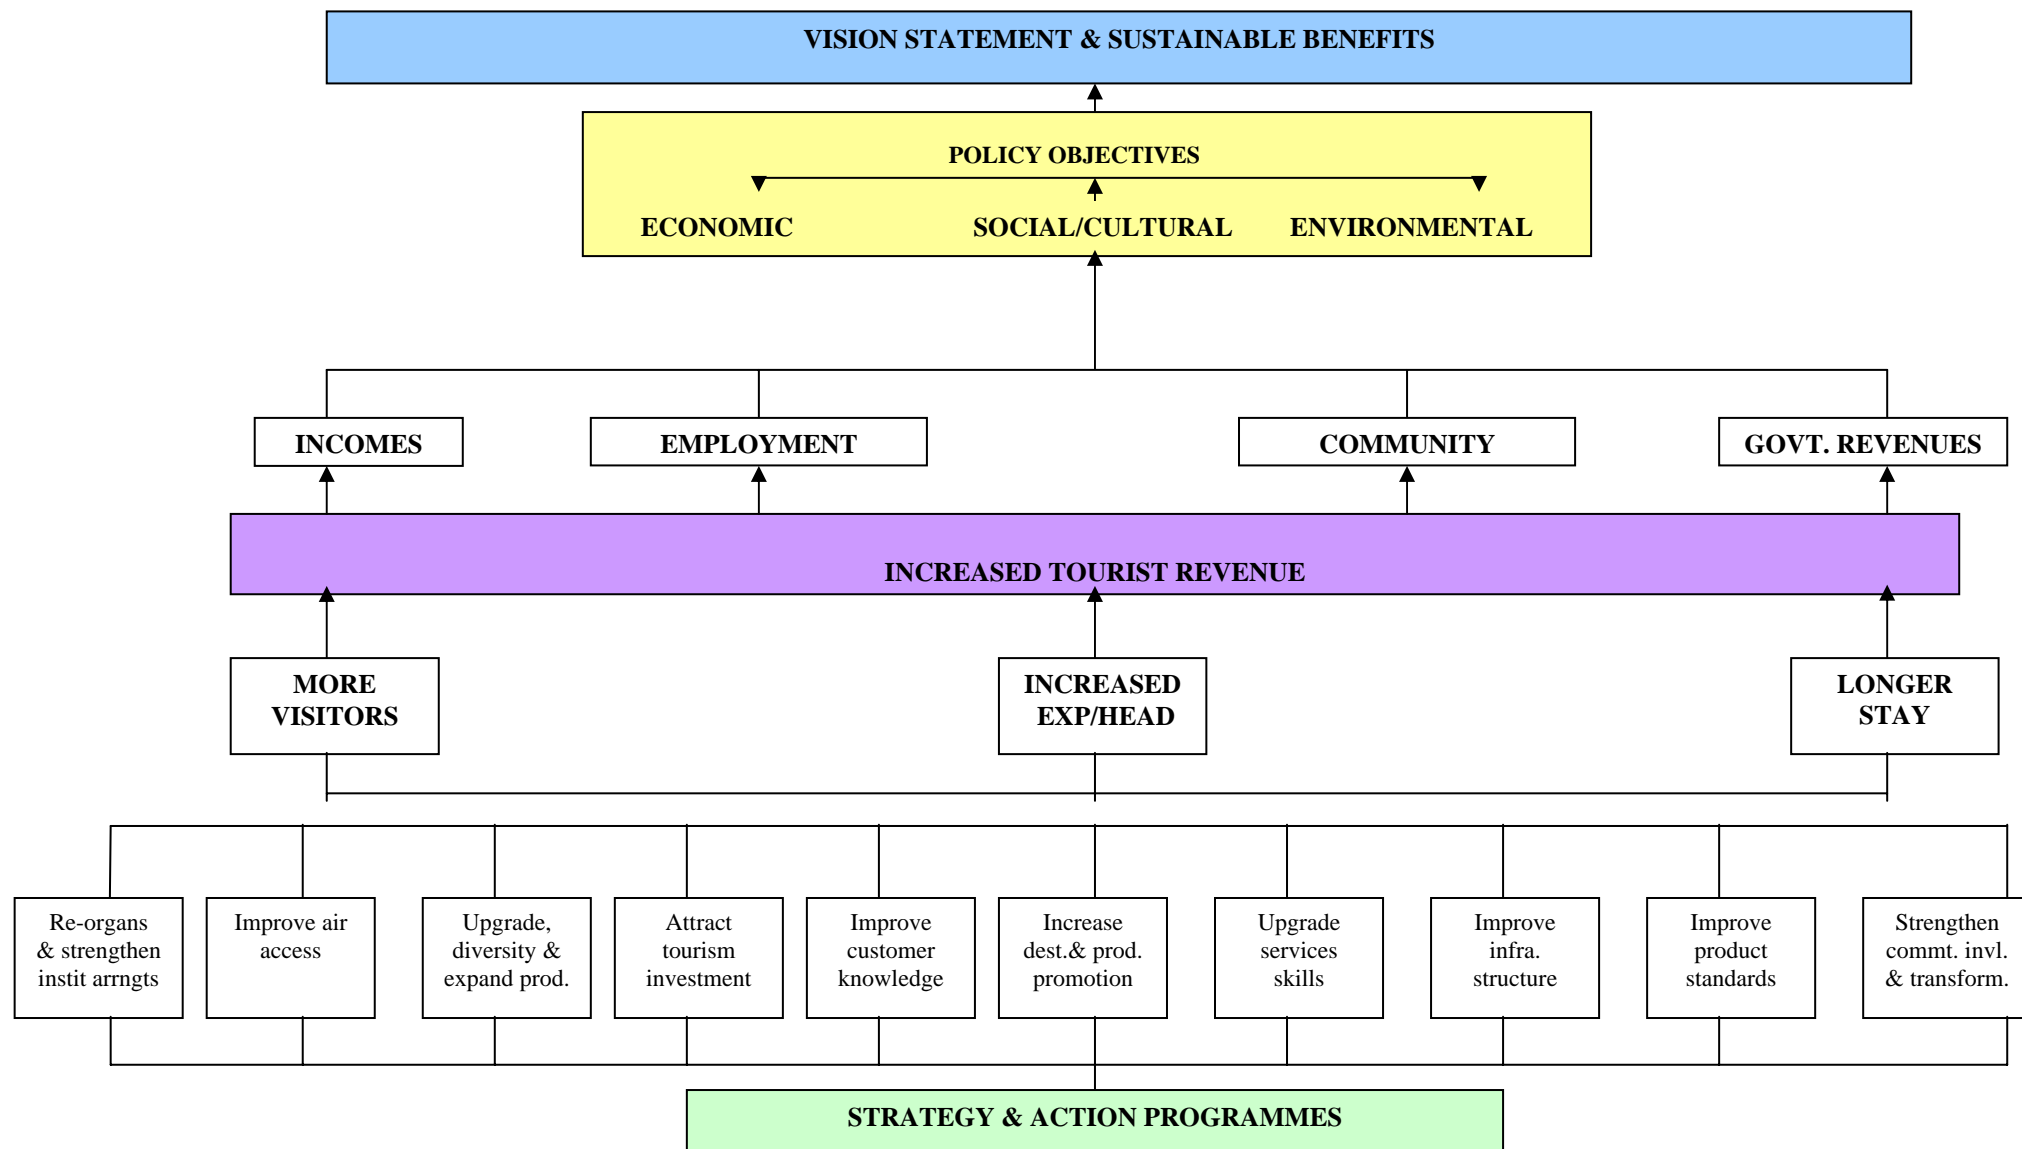 VISION STATEMENT & SUSTAINABLE BENEFITS
POLICY OBJECTIVES
ECONOMIC
SOCIAL/CULTURAL
ENVIRONMENTAL
INCOMES
EMPLOYMENT
COMMUNITY
GOVT. REVENUES
INCREASED TOURIST REVENUE
MORE
VISITORS
INCREASED
EXP/HEAD
LONGER
STAY
Re-organs
& strengthen
instit arrngts
Improve air
access
Upgrade,
diversity &
expand prod.
Attract
tourism
investment
Improve
customer
knowledge
Increase
dest.& prod.
promotion
Upgrade
services
skills
Improve
infra.
structure
Improve
product
standards
Strengthen
commt. invl.
& transform.
STRATEGY & ACTION PROGRAMMES